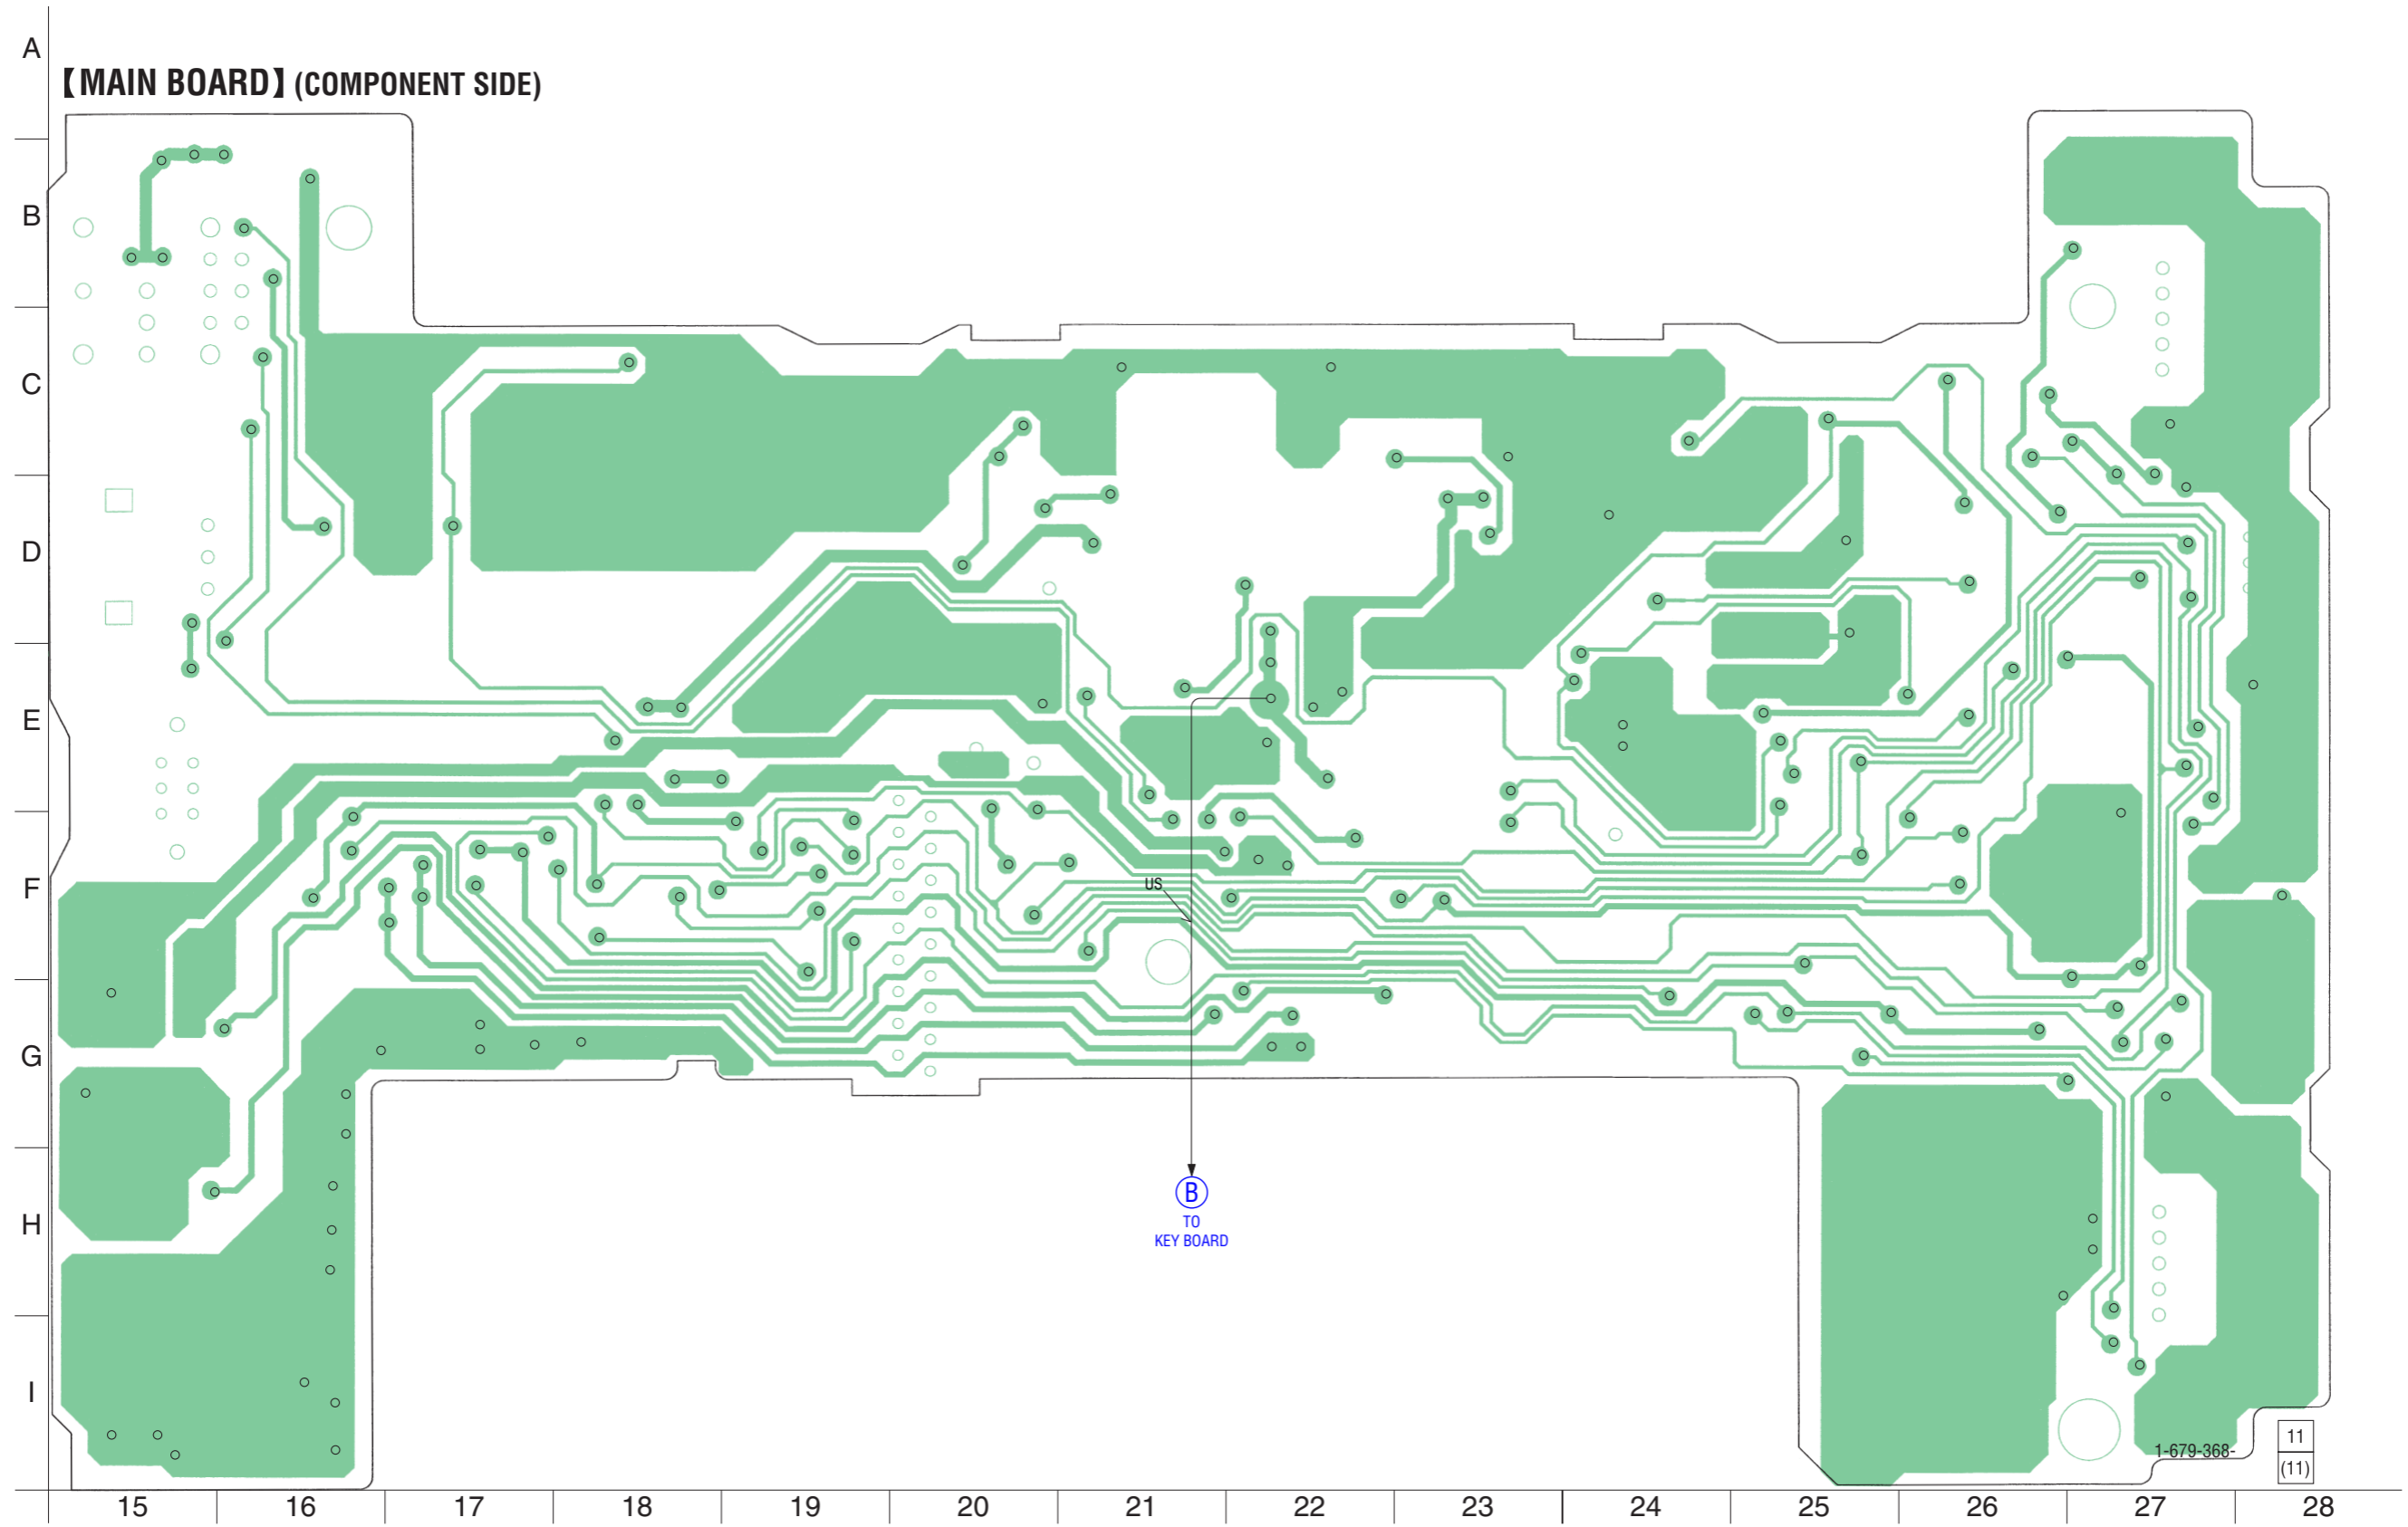 A
【MAIN BOARD】 (COMPONENT SIDE)
B
C
D
E
F
US
G
B
TO
KEY BOARD
H
I
1-679-368-
11
(11)
15 16 17 18 19 20 21 22 23 24 25 26 27 28